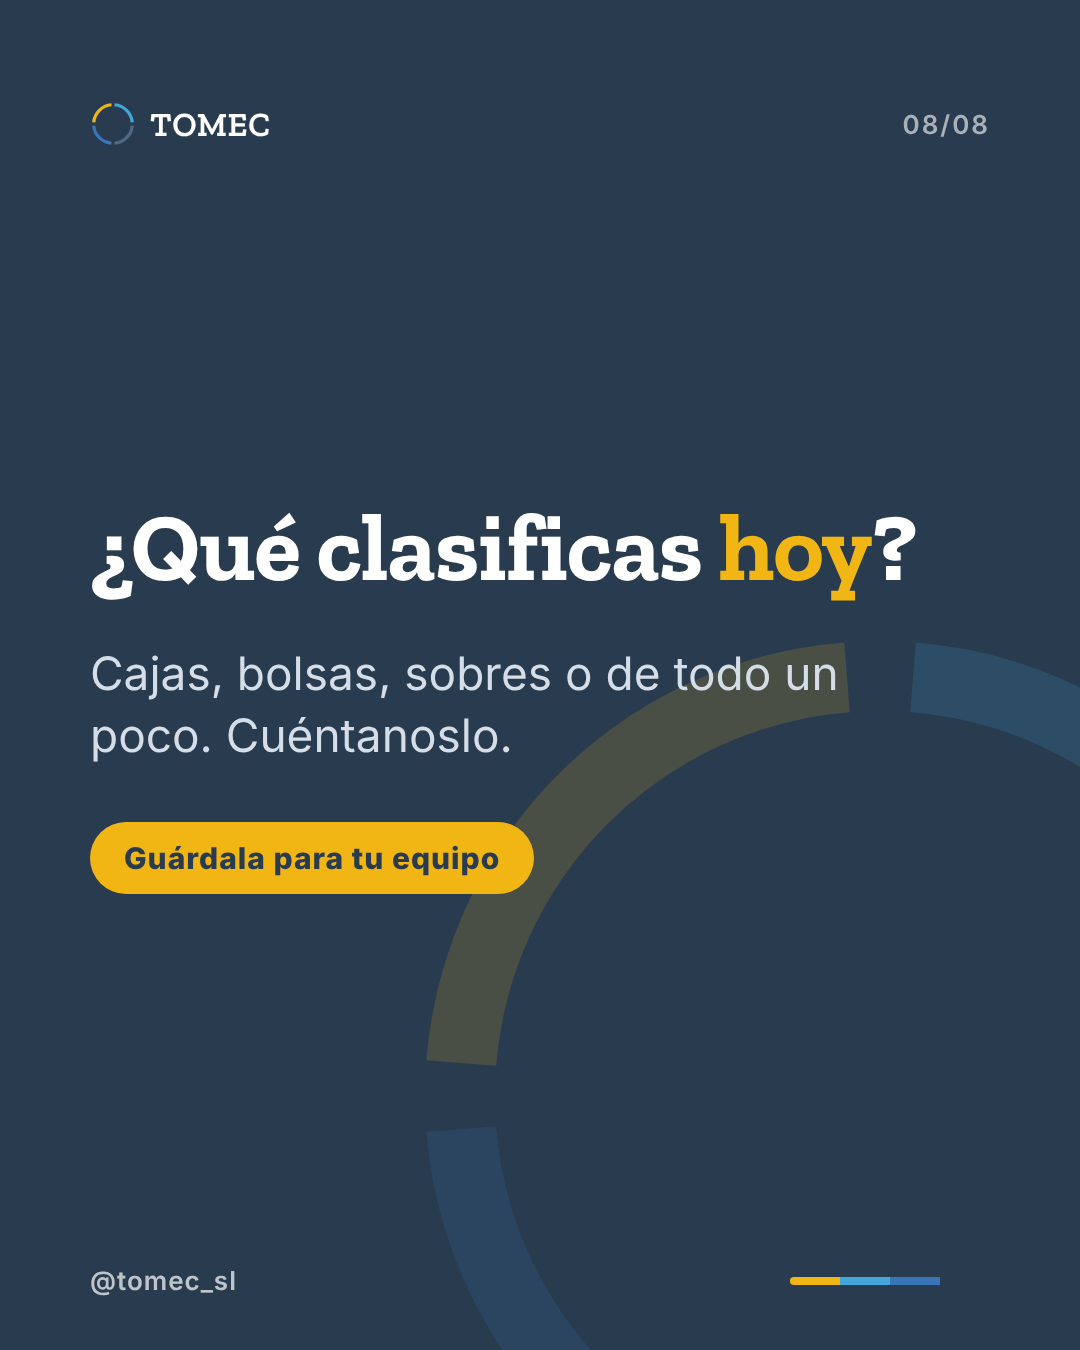 TOMEC
08/08
¿Qué clasificas hoy?
Cajas, bolsas, sobres o de todo un
poco. Cuéntanoslo.
Guárdala para tu equipo
@tomec_sl